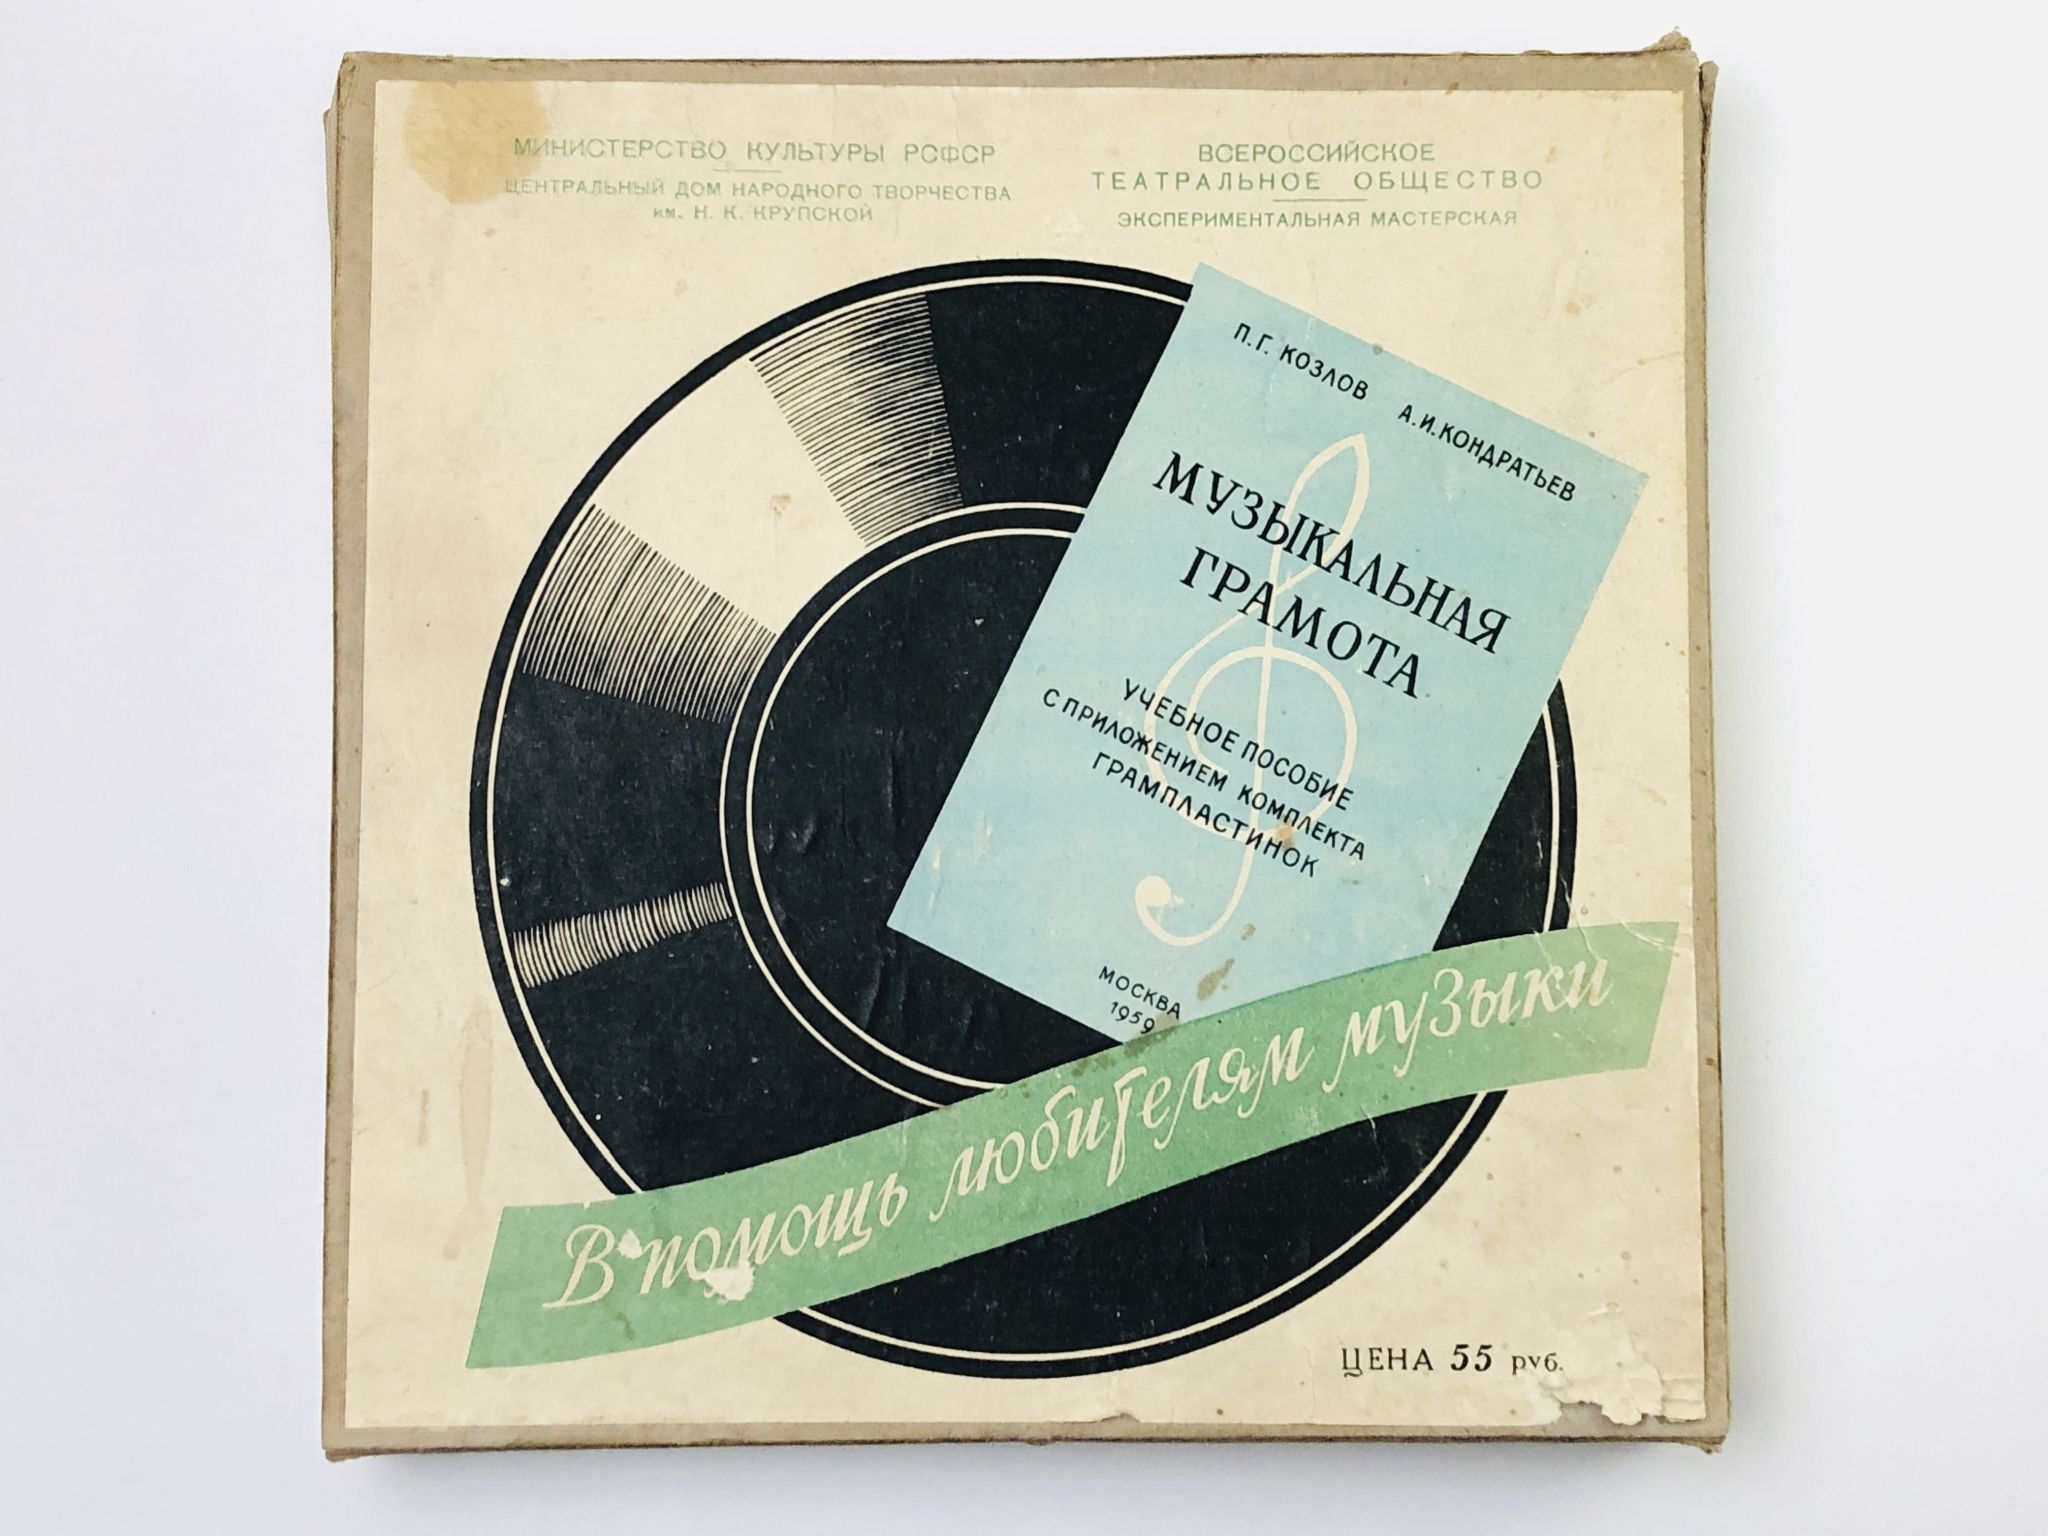 МИНИСТЕРСТВО КУЛЬТУРЫ РСФСР
ЦЕНТРАЛЬНЫЙ ДОМ НАРОДНОГО ТВОРЧЕСТВА
им. Н. К. КРУПСКОЙ
ВСЕРОССИЙСКОЕ
ТЕАТРАЛЬНОЕ ОБЩЕСТВО
ЭКСПЕРИМЕНТАЛЬНАЯ МАСТЕРСКАЯ
П.Г. КОЗЛОВ А.И. КОНДРАТЬЕВ
МУЗЫКАЛЬНАЯ
ГРАМОТА
УЧЕБНОЕ ПОСОБИЕ
С ПРИЛОЖЕНИЕМ КОМПЛЕКТА
ГРАМПЛАСТИНОК
МОСКВА
1959
В помощь любителям музыки
ЦЕНА 55 руб.